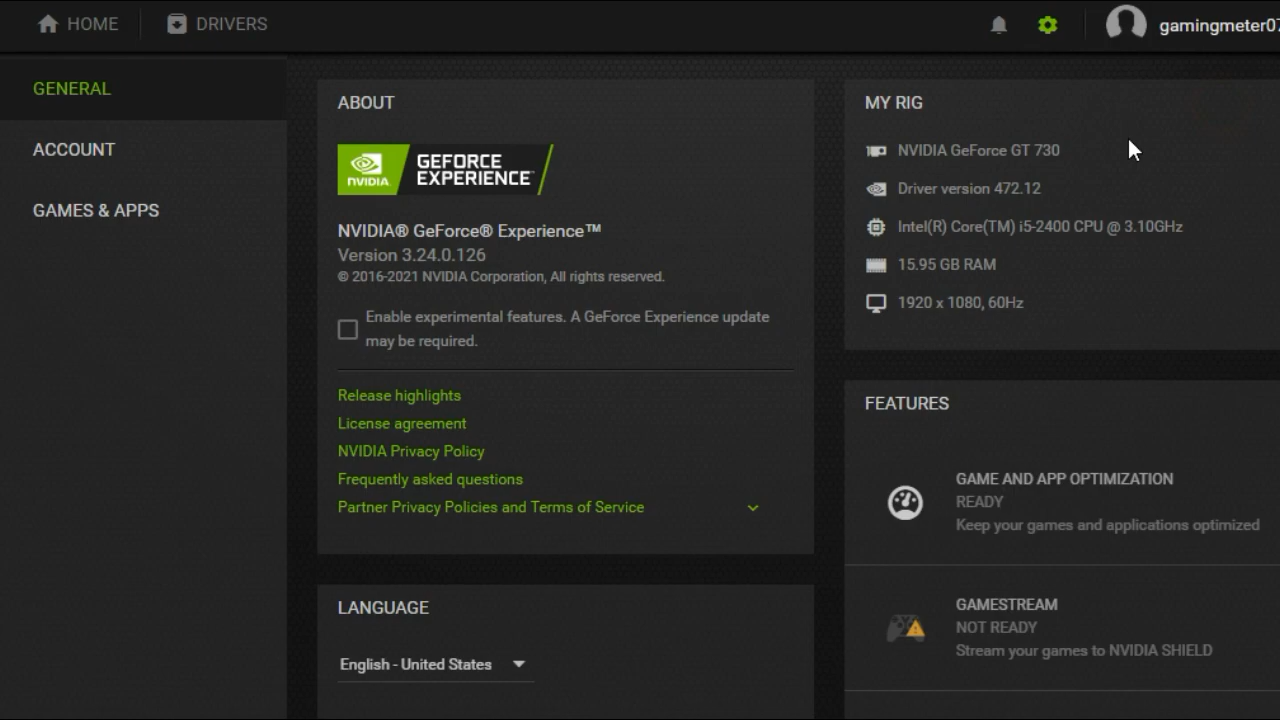 HOME
DRIVERS
gamingmeter07
GENERAL
ACCOUNT
GAMES & APPS
ABOUT
NVIDIA
GEFORCE
EXPERIENCE
NVIDIA® GeForce® Experience™
Version 3.24.0.126
© 2016-2021 NVIDIA Corporation, All rights reserved.
Enable experimental features. A GeForce Experience update
may be required.
Release highlights
License agreement
NVIDIA Privacy Policy
Frequently asked questions
Partner Privacy Policies and Terms of Service
LANGUAGE
English - United States
MY RIG
NVIDIA GeForce GT 730
Driver version 472.12
Intel(R) Core(TM) i5-2400 CPU @ 3.10GHz
15.95 GB RAM
1920 x 1080, 60Hz
FEATURES
GAME AND APP OPTIMIZATION
READY
Keep your games and applications optimized
GAMESTREAM
NOT READY
Stream your games to NVIDIA SHIELD